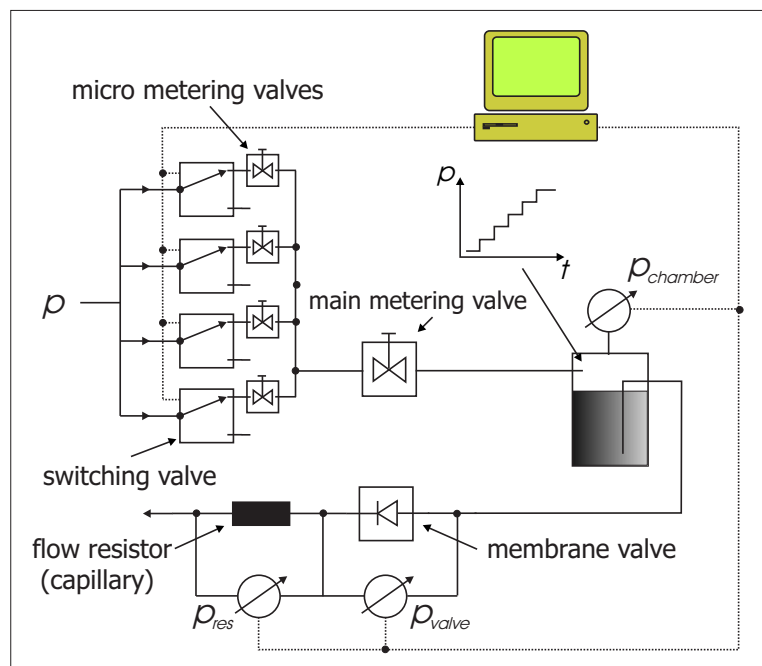 micro metering valves
p
t
p chamber
p
main metering valve
switching valve
flow resistor
(capillary)
membrane valve
p res
p valve